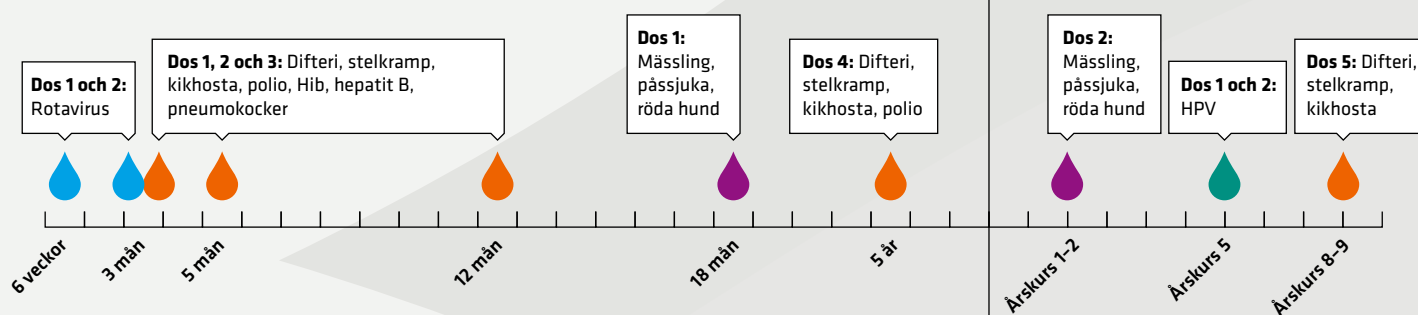 Dos 1 och 2:
Rotavirus
Dos 1, 2 och 3: Difteri, stelkramp,
kikhosta, polio, Hib, hepatit B,
pneumokocker
Dos 1:
Mässling,
påssjuka,
röda hund
Dos 4: Difteri,
stelkramp,
kikhosta, polio
Dos 2:
Mässling,
påssjuka,
röda hund
Dos 1 och 2:
HPV
Dos 5: Difteri,
stelkramp,
kikhosta
6 veckor
3 mån
5 mån
12 mån
18 mån
5 år
Årskurs 1–2
Årskurs 5
Årskurs 8–9